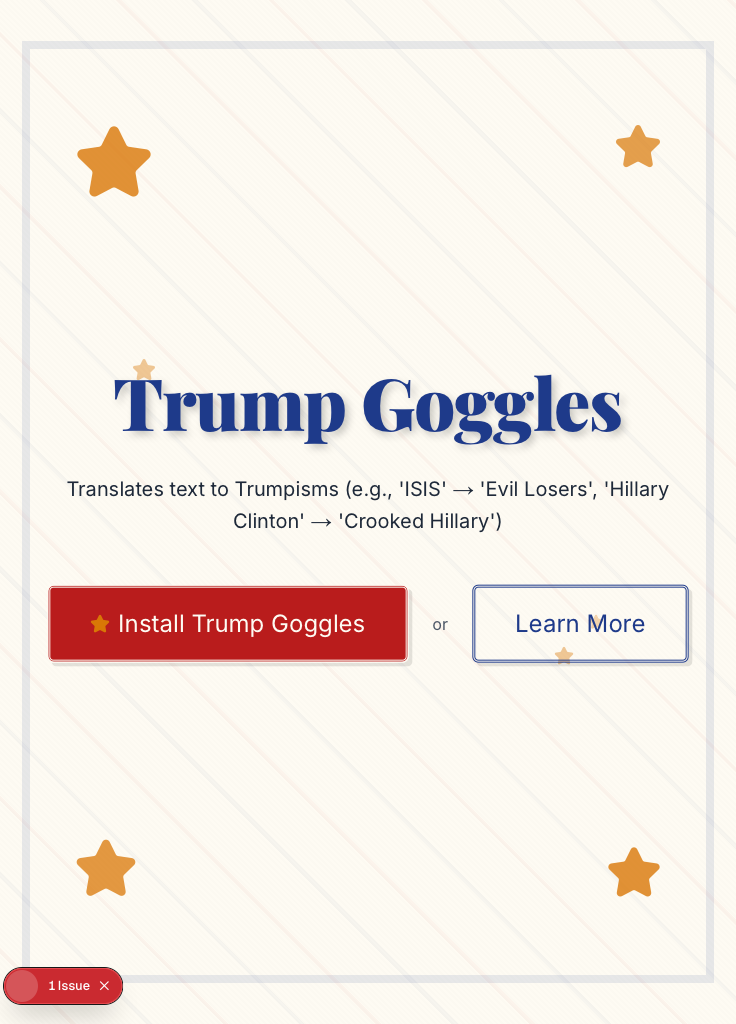 Trump Goggles
Translates text to Trumpisms (e.g., 'ISIS' → 'Evil Losers', 'Hillary
Clinton' → 'Crooked Hillary')
Install Trump Goggles
or
Learn More
1 Issue